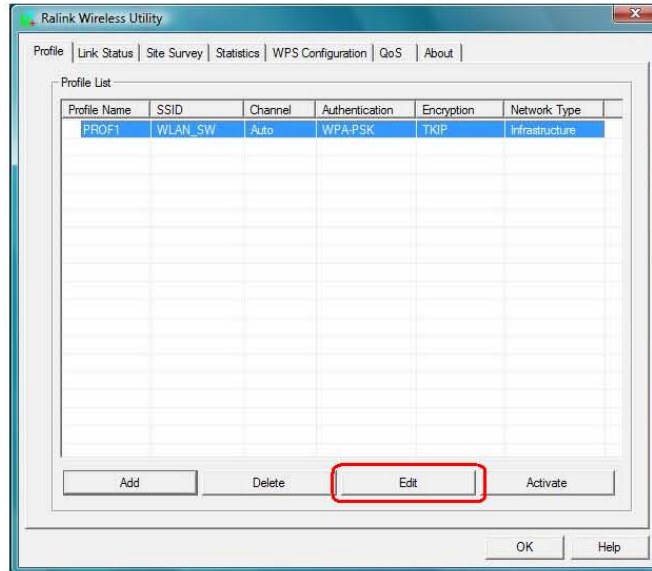 Ralink Wireless Utility
Profile Link Status Site Survey Statistics WPS Configuration QoS About
Profile List
Profile Name SSID Channel Authentication Encryption Network Type
PROF1 WLAN_SW Auto WPA-PSK TKIP Infrastructure
Add Delete Edit Activate
OK Help